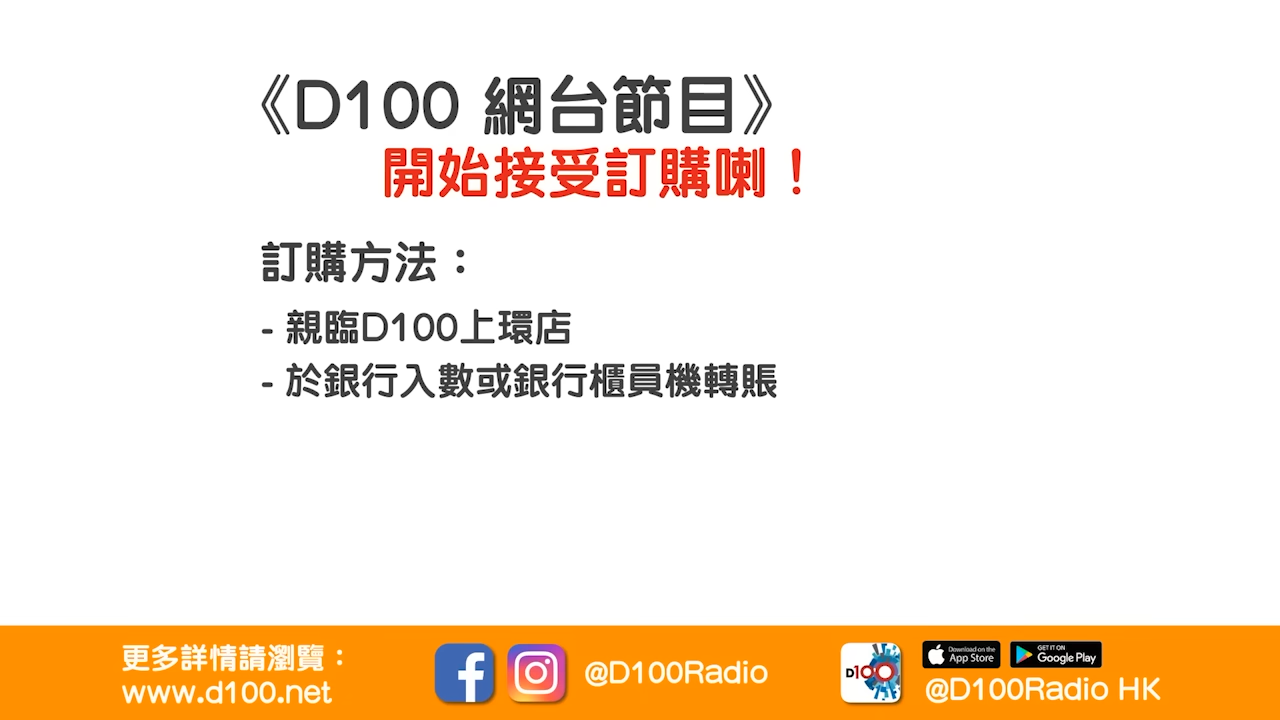 《D100 網台節目》
開始接受訂購喇！
訂購方法：
- 親臨D100上環店
- 於銀行入數或銀行櫃員機轉賬
更多詳情請瀏覽：
www.d100.net
@D100Radio
D100
Download on the
App Store
GET IT ON
Google Play
@D100Radio HK